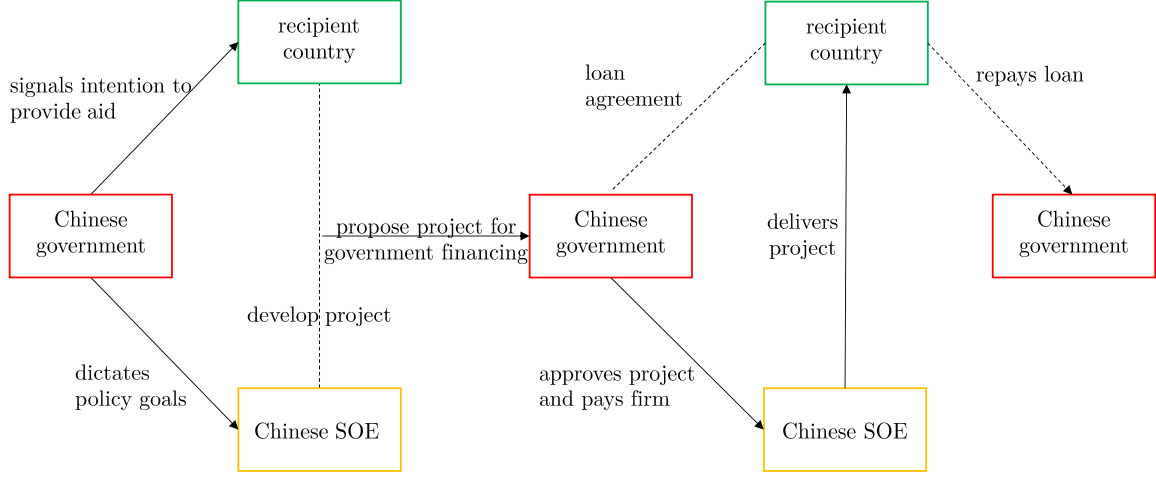 recipient
country
signals intention to
provide aid
Chinese
government
dictates
policy goals
develop project
Chinese SOE
propose project for
government financing
Chinese
government
loan
agreement
recipient
country
approves project
and pays firm
Chinese SOE
delivers
project
repays loan
Chinese
government